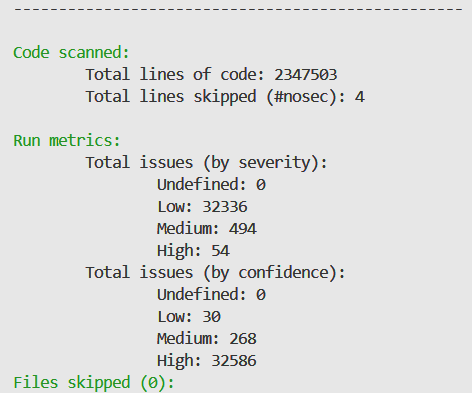 --------------------------------------------------
Code scanned:
Total lines of code: 2347503
Total lines skipped (#nosec): 4
Run metrics:
Total issues (by severity):
Undefined: 0
Low: 32336
Medium: 494
High: 54
Total issues (by confidence):
Undefined: 0
Low: 30
Medium: 268
High: 32586
Files skipped (0):